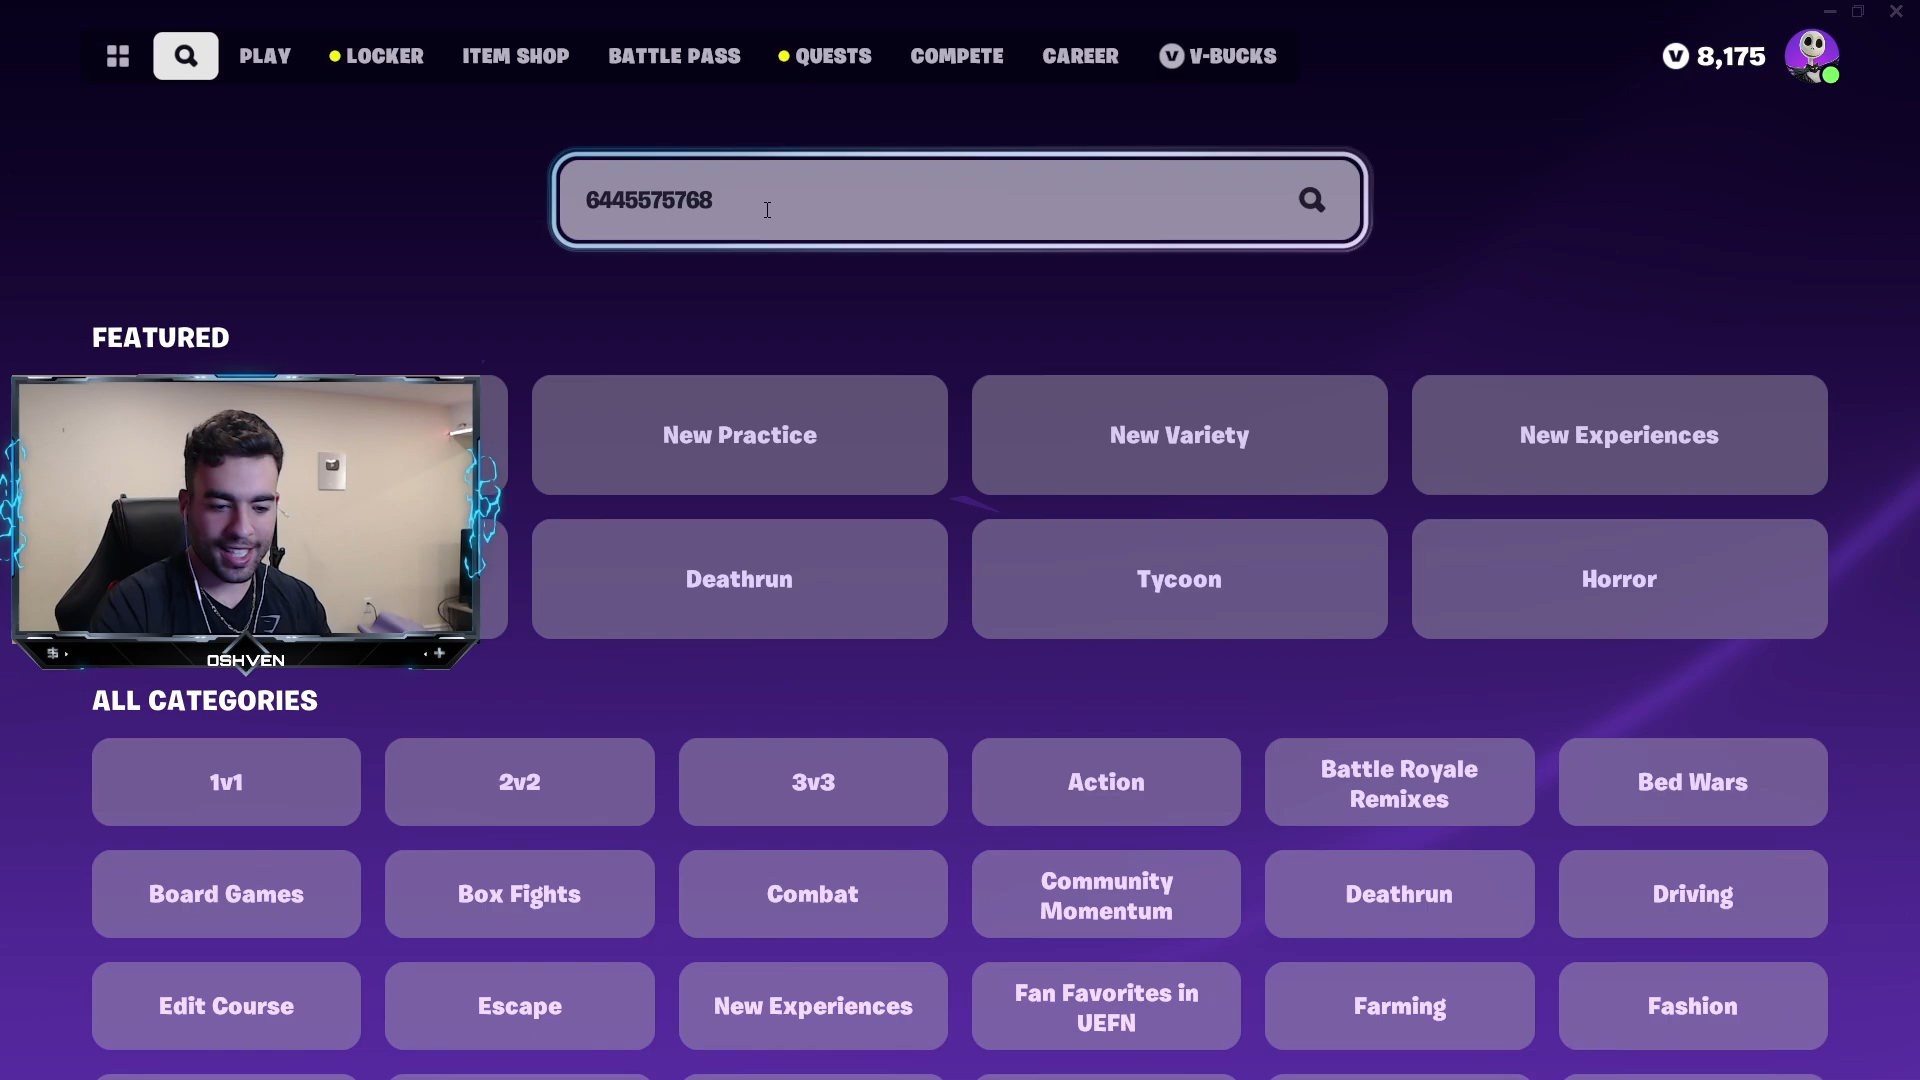 PLAY
LOCKER
ITEM SHOP
BATTLE PASS
QUESTS
COMPETE
CAREER
V V-BUCKS
V 8,175
6445575768
FEATURED
New Practice
New Variety
New Experiences
Deathrun
Tycoon
Horror
OSHVEN
ALL CATEGORIES
1v1
2v2
3v3
Action
Battle Royale
Remixes
Bed Wars
Board Games
Box Fights
Combat
Community
Momentum
Deathrun
Driving
Edit Course
Escape
New Experiences
Fan Favorites in
UEFN
Farming
Fashion